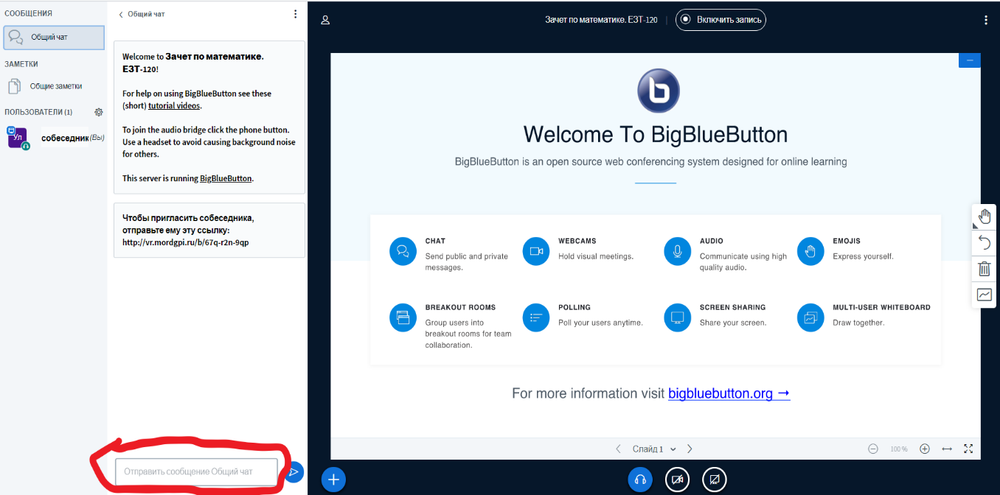 СООБЩЕНИЯ
Общий чат
ЗАМЕТКИ
Общие заметки
ПОЛЬЗОВАТЕЛИ (1)
Ул
собеседник (Вы)
Общий чат
Welcome to Зачет по математике.
ЕЗТ-120!
For help on using BigBlueButton see these
(short) tutorial videos.
To join the audio bridge click the phone button.
Use a headset to avoid causing background noise
for others.
This server is running BigBlueButton.
Чтобы пригласить собеседника,
отправьте ему эту ссылку:
http://vr.mordgpi.ru/b/67q-r2n-9qp
Отправить сообщение Общий чат
Зачет по математике. ЕЗТ-120
Включить запись
b
Welcome To BigBlueButton
BigBlueButton is an open source web conferencing system designed for online learning
CHAT
Send public and private
messages.
WEBCAMS
Hold visual meetings.
AUDIO
Communicate using high
quality audio.
EMOJIS
Express yourself.
BREAKOUT ROOMS
Group users into
breakout rooms for team
collaboration.
POLLING
Poll your users anytime.
SCREEN SHARING
Share your screen.
MULTI-USER WHITEBOARD
Draw together.
For more information visit bigbluebutton.org →
Слайд 1
100 %